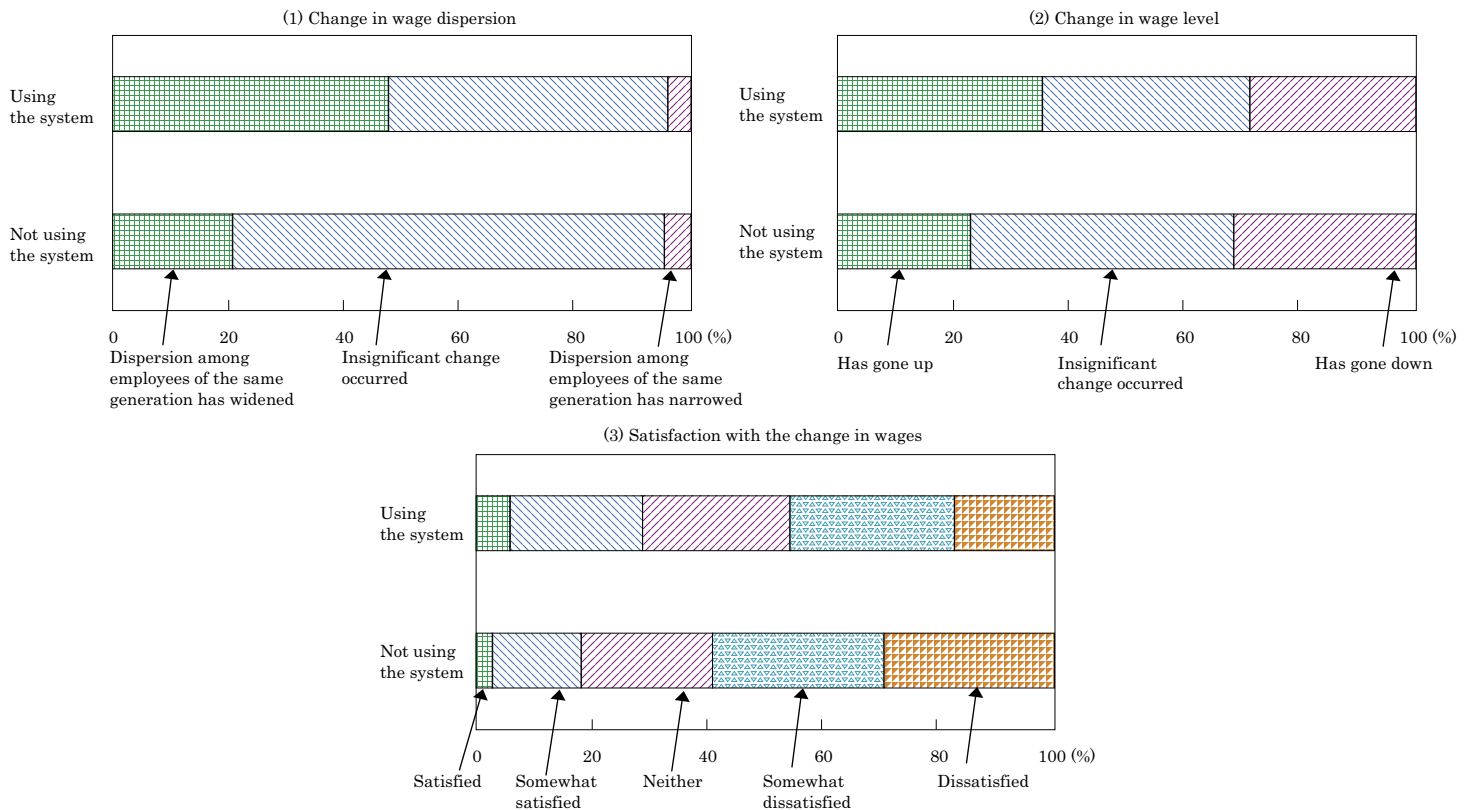 (1) Change in wage dispersion
Using
the system
Not using
the system
0 20 40 60 80 100 (%)
Dispersion among
employees of the same
generation has widened
Insignificant change
occurred
Dispersion among
employees of the same
generation has narrowed
(2) Change in wage level
Using
the system
Not using
the system
0 20 40 60 80 100 (%)
Has gone up
Insignificant
change occurred
Has gone down
(3) Satisfaction with the change in wages
Using
the system
Not using
the system
0 20 40 60 80 100 (%)
Satisfied
Somewhat
satisfied
Neither
Somewhat
dissatisfied
Dissatisfied